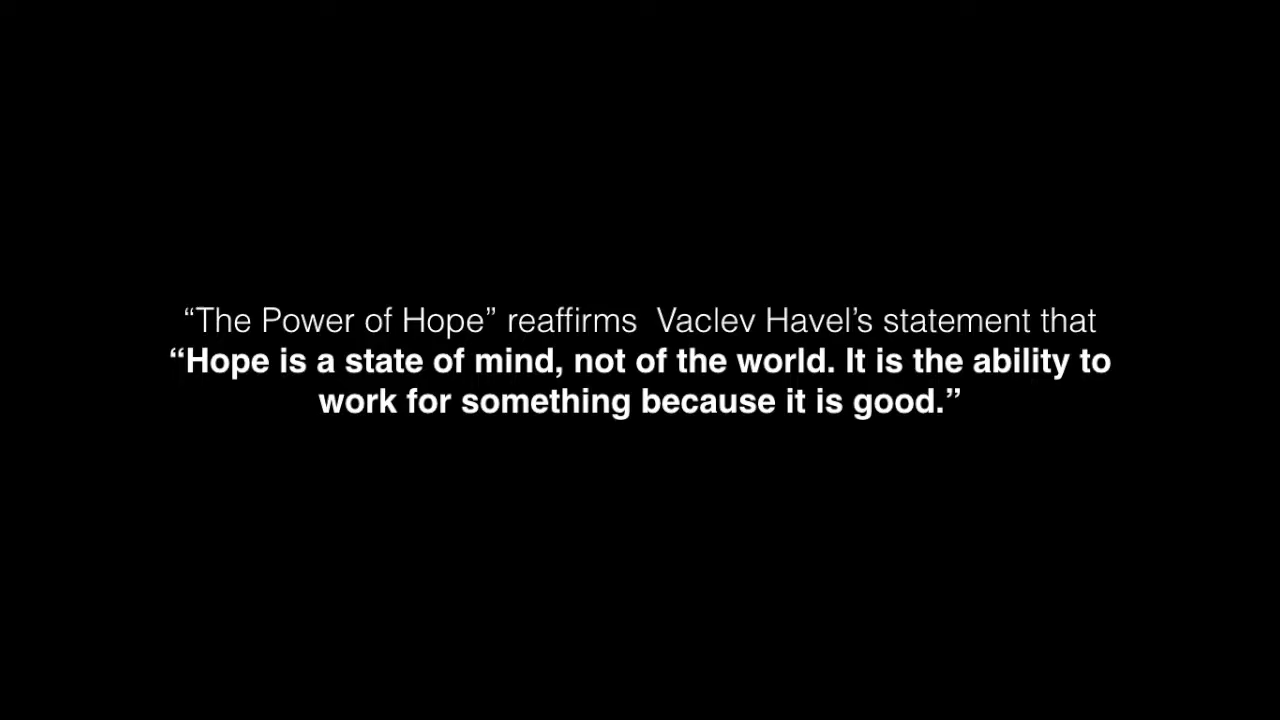 “The Power of Hope” reaffirms  Vaclev Havel’s statement that
“Hope is a state of mind, not of the world. It is the ability to
work for something because it is good.”